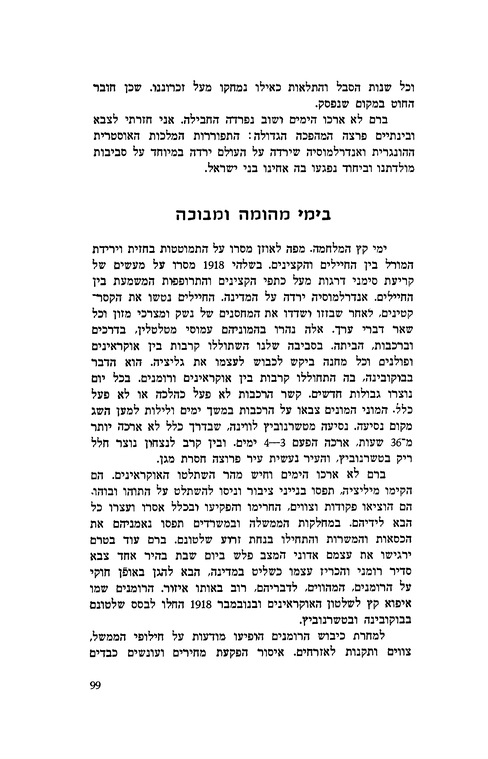 וכל שנות הסבל והתלאות כאילו נמחקו מעל זכרוננו. שכן חובר
החוט במקום שנפסק.
ברם לא ארכו הימים ושוב נפרדה החבילה. אני חזרתי לצבא
ובינתיים פרצה המהפכה הגדולה: התפוררות המלכות האוסטרית
ההונגרית ואנדרלמוסיה שירדה על העולם ירדה במיוחד על סביבות
מולדתנו וביחוד נפגעו בה אחינו בני ישראל.
בימי מהומה ומבוכה
ימי קץ המלחמה. מפה לאוזן מסרו על התמוטטות בחזית וירידת
המורל בין החיילים והקצינים. בשלהי 1918 מסרו על מעשים של
קריעת סימני דרגות מעל כתפי הקצינים והתרופפות המשמעת בין
החיילים. אנדרלמוסיה ירדה על המדינה. החיילים נטשו את הקסר־
קטינים, לאחר שבזזו ושדדו את המחסנים של נשק ומצרכי מזון וכל
שאר דברי ערך. אלה נהרו בהמוניהם עמוסי מטלטלין, בדרכים
וברכבות, הביתה. בסביבה שלנו השתוללו קרבות בין אוקראינים
ופולנים וכל מחנה ביקש לכבוש לעצמו את גליציה. הוא הדבר
בבוקובינה, בה התחוללו קרבות בין אוקראינים ורומנים. בכל יום
נוצרו גבולות חדשים. קשר הרכבות לא פעל כהלכה או לא פעל
כלל. המוני המונים צבאו על הרכבות במשך ימים ולילות למען השג
מקום נסיעה. נסיעה מטשרנוביץ לווינה, שבדרך כלל לא ארכה יותר
מ־36 שעות, ארכה הפעם 3—4 ימים. ובין קרב לנצחון נוצר חלל
ריק בטשרנוביץ, והעיר נעשית עיר פרוצה חסרת מגן.
ברם לא ארכו הימים וחיש מהר השתלטו האוקראינים. הם
הקימו מיליציה, תפסו בנייני ציבור וניסו להשתלט על התוהו ובוהו.
הם הוציאו פקודות וצווים, החרימו והפקיעו ובכלל אסרו ועצרו כל
הבא לידיהם. במחלקות הממשלה ובמשרדים תפסו נאמניהם את
הכסאות והמשרות והתחילו בנחת זרוע שלטונם. ברם עוד בטרם
ירגישו את עצמם אדוני המצב פלש ביום שבת בהיר אחד צבא
סדיר רומני והכריז עצמו כשליט במדינה, הבא להגן באופן חוקי
על הרומנים, המהווים, לדבריהם, רוב באותו איזור. הרומנים שמו
איפוא קץ לשלטון האוקראינים ובנובמבר 1918 החלו לבסס שלטונם
בבוקובינה ובטשרנוביץ.
למחרת כיבוש הרומנים הופיעו מודעות על חילופי הממשל,
צווים ותקנות לאזרחים. איסור הפקעת מחירים ועונשים כבדים
99